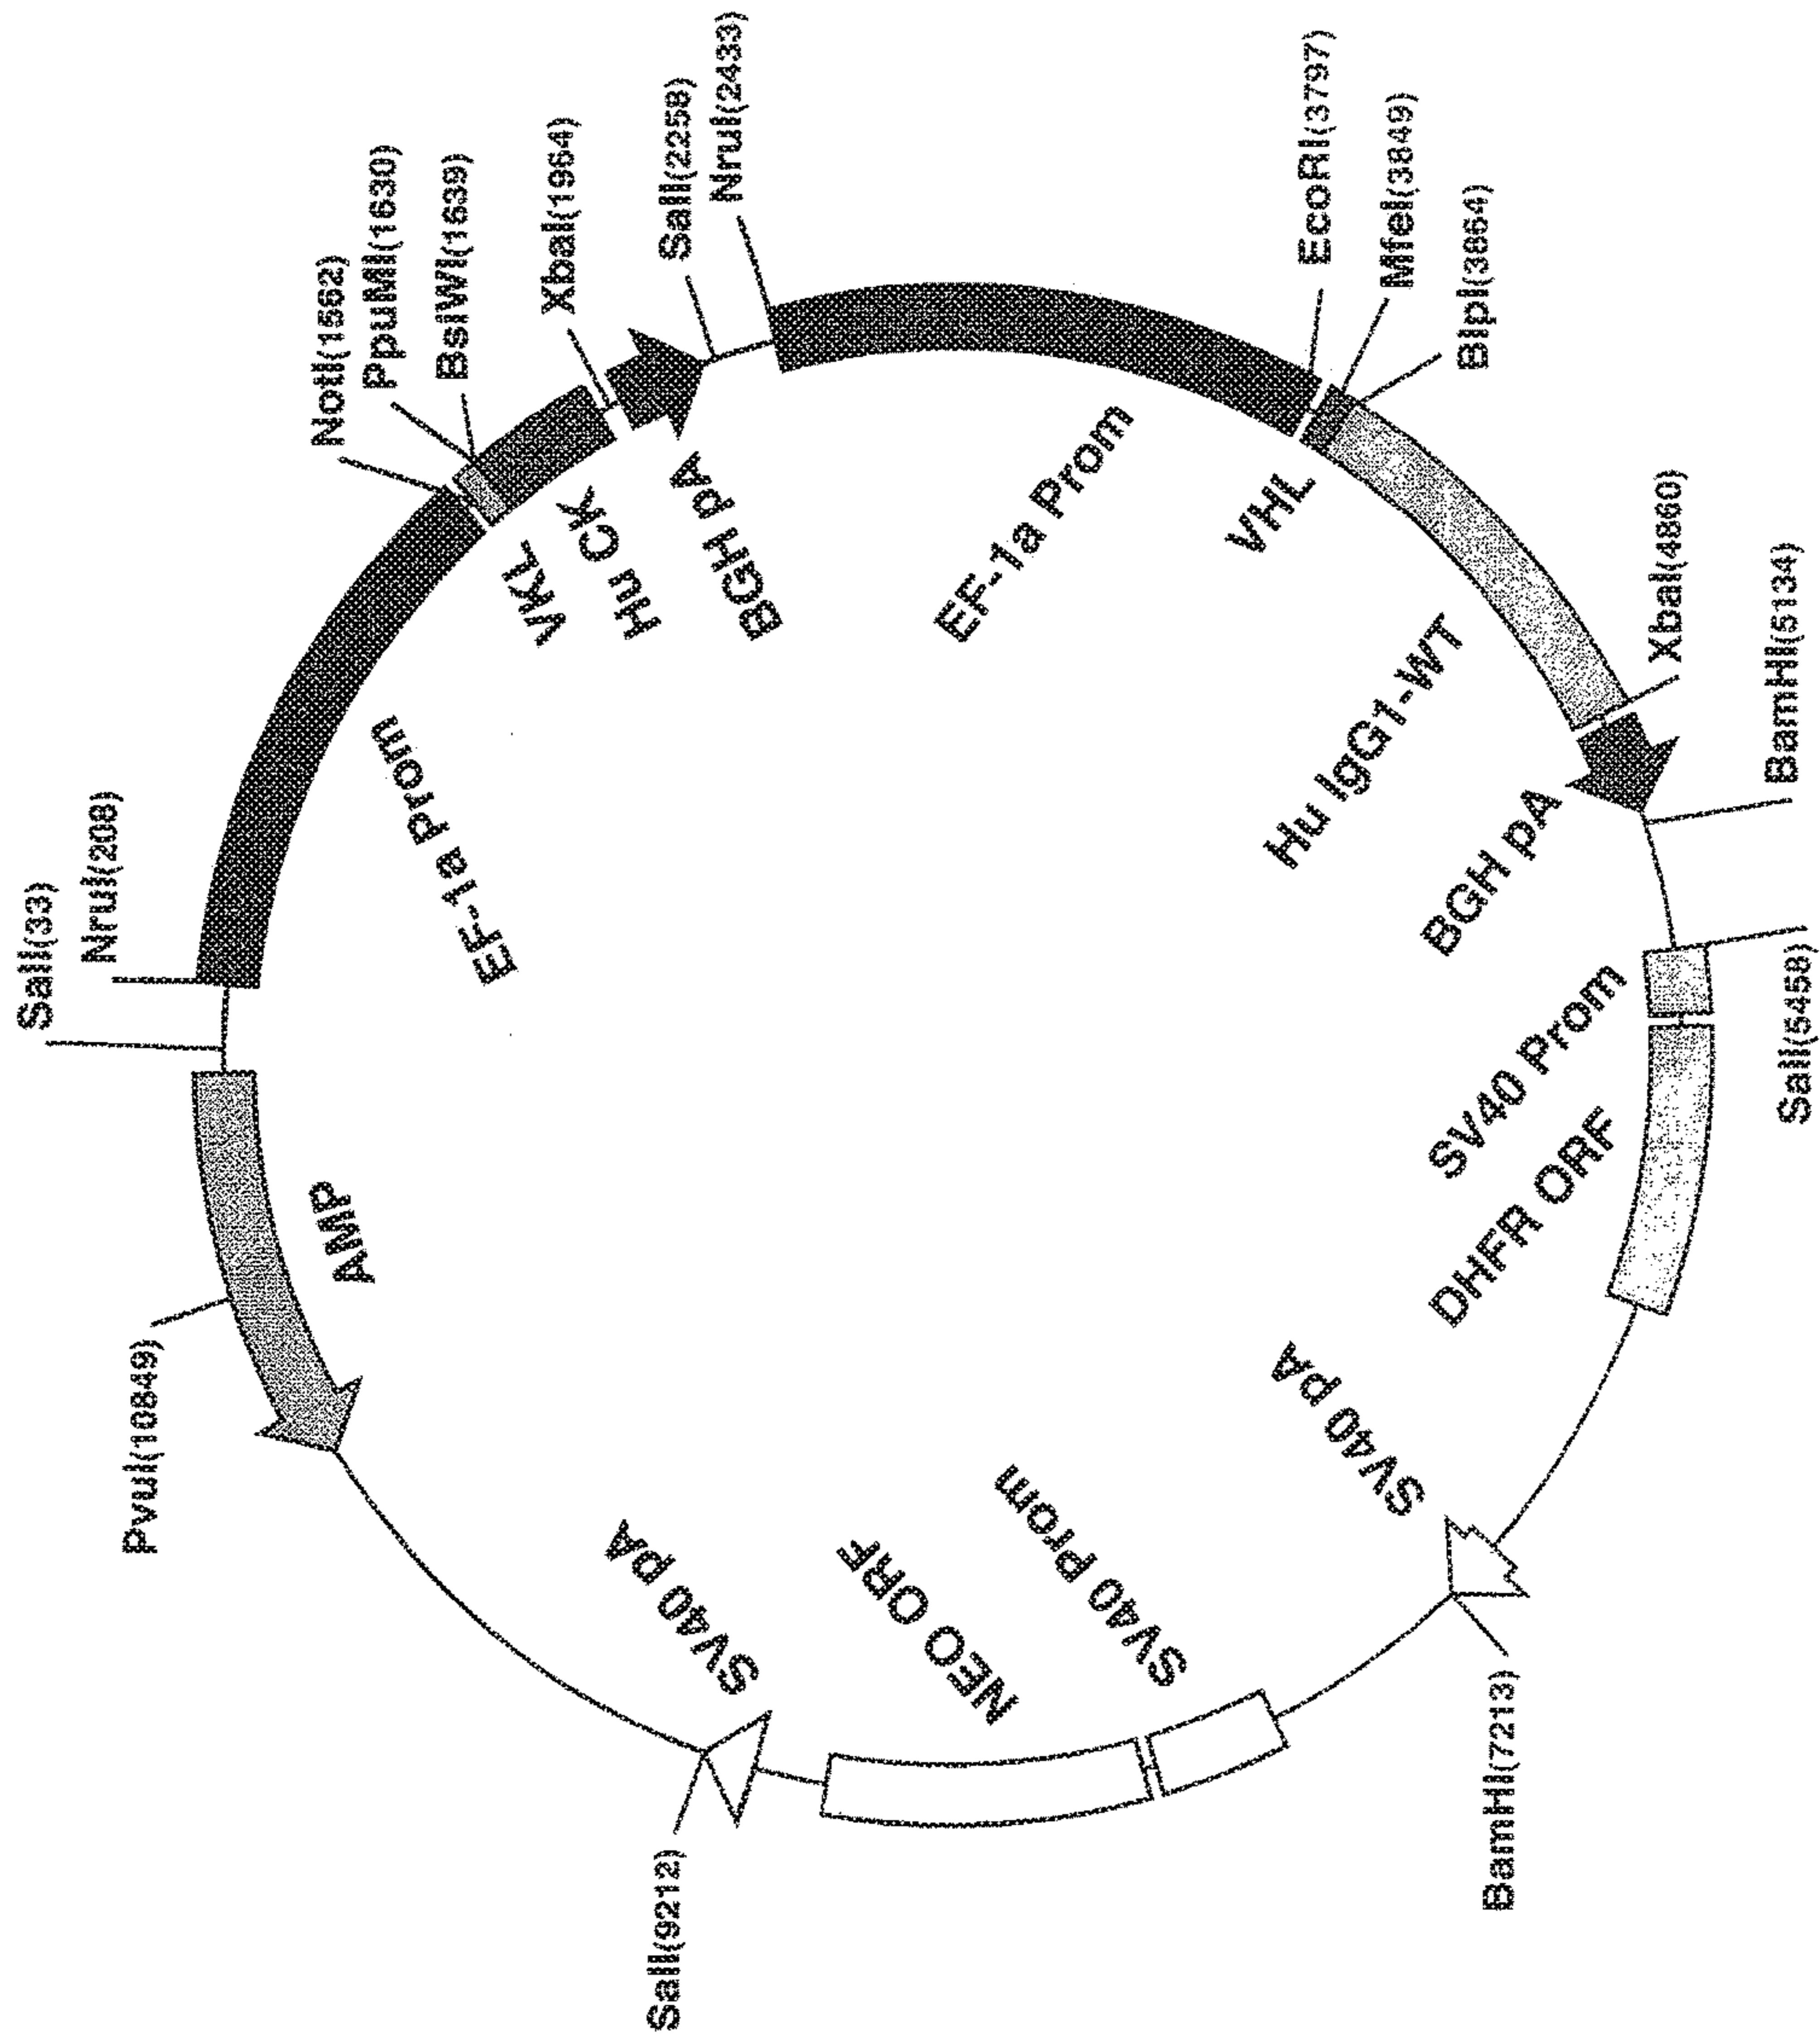 SalI(33)
NruI(208)
NotI(1562)
PpuMI(1630)
BsiWI(1639)
XbaI(1964)
SalI(2258)
NruI(2433)
EcoRI(3797)
MfeI(3849)
BlpI(3864)
XbaI(4860)
BamHI(5134)
SalI(5458)
BamHI(7213)
SalI(9212)
PvuI(10849)
EF-1a Prom
VKL
Hu CK
BGH pA
EF-1a Prom
VHL
Hu IgG1-WT
BGH pA
SV40 Prom
DHFR ORF
SV40 pA
SV40 Prom
NEO ORF
SV40 pA
AMP